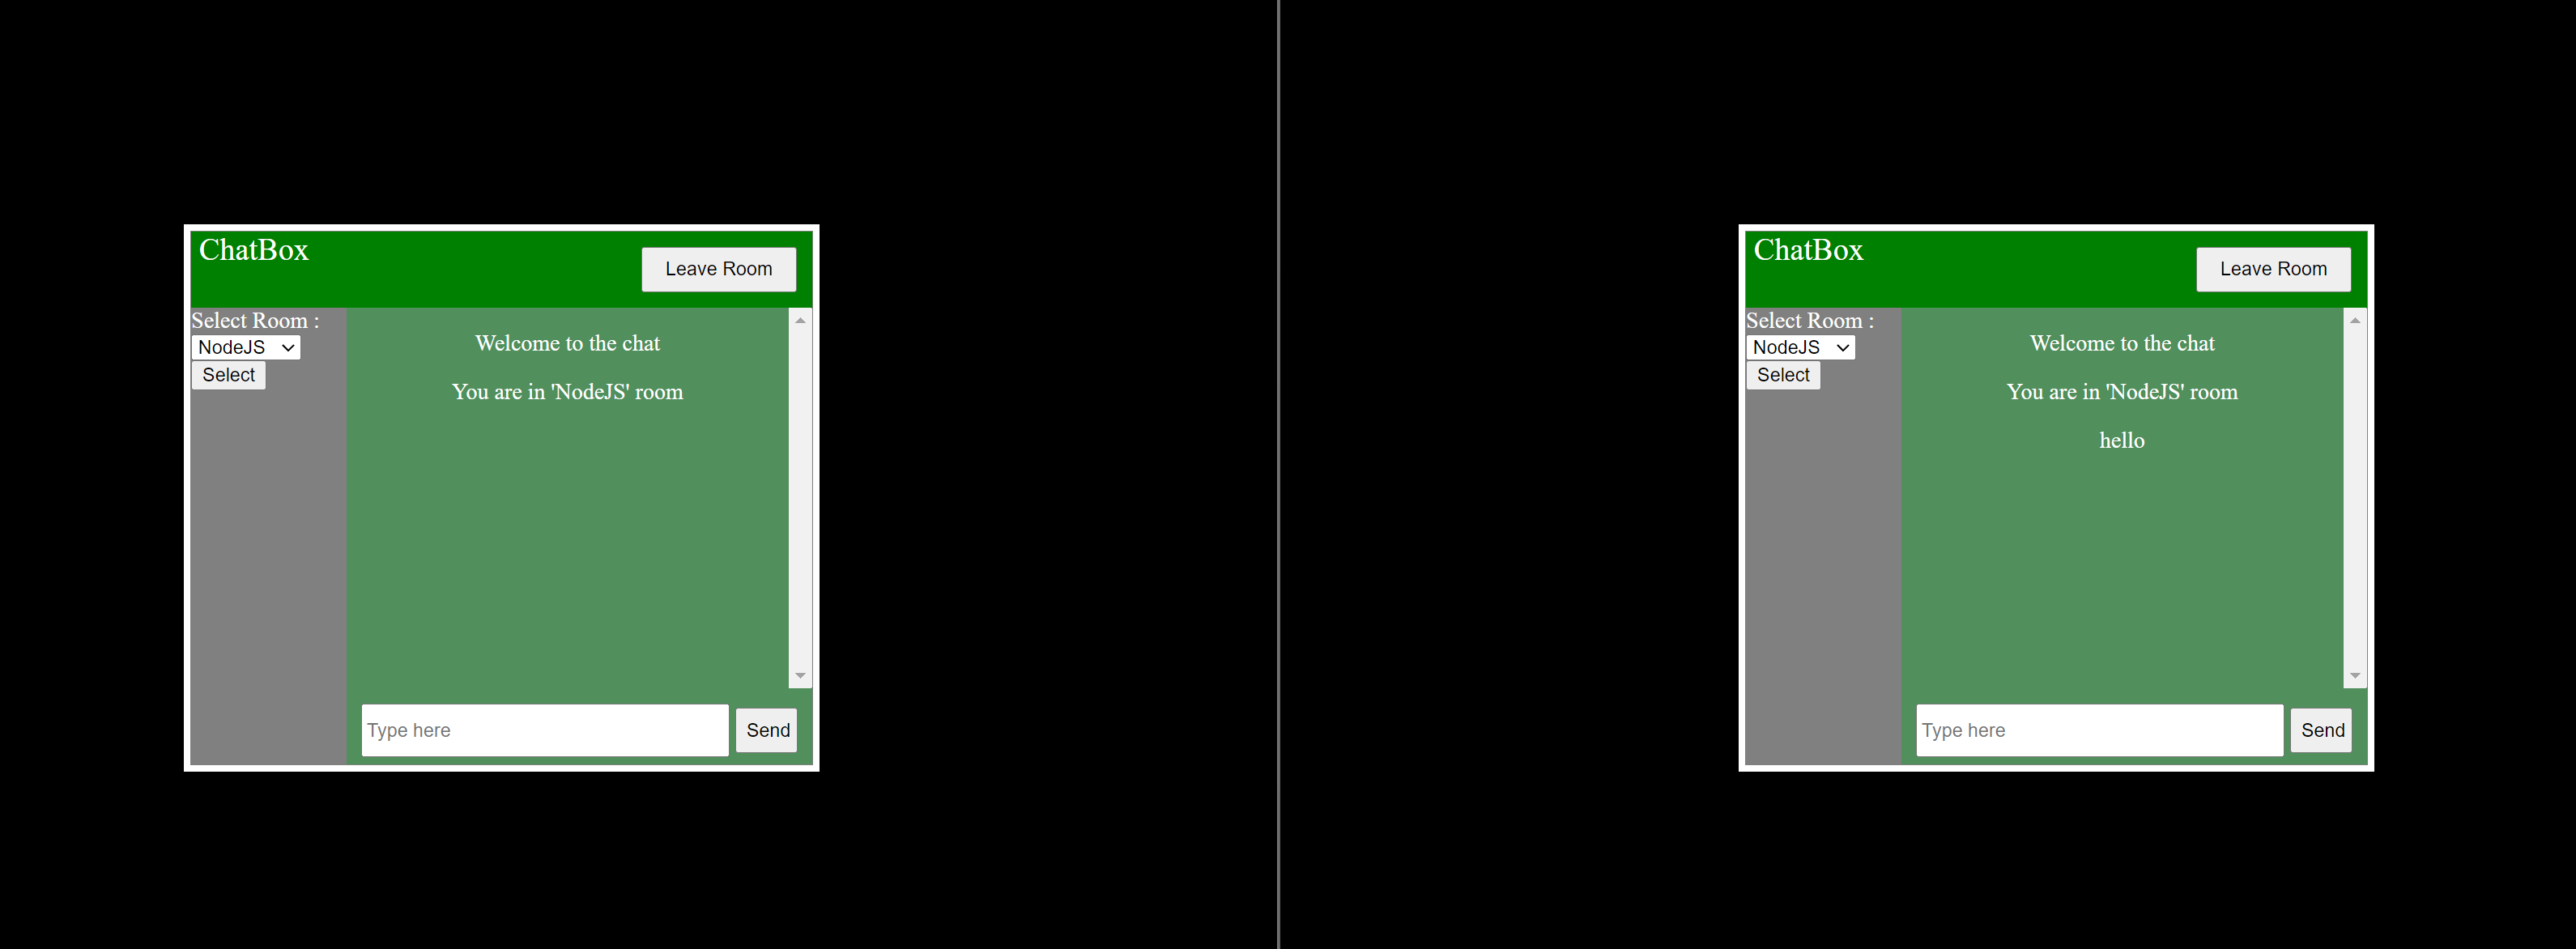 ChatBox
Leave Room
Select Room :
NodeJS
Select
Welcome to the chat
You are in 'NodeJS' room
Type here
Send
ChatBox
Leave Room
Select Room :
NodeJS
Select
Welcome to the chat
You are in 'NodeJS' room
hello
Type here
Send